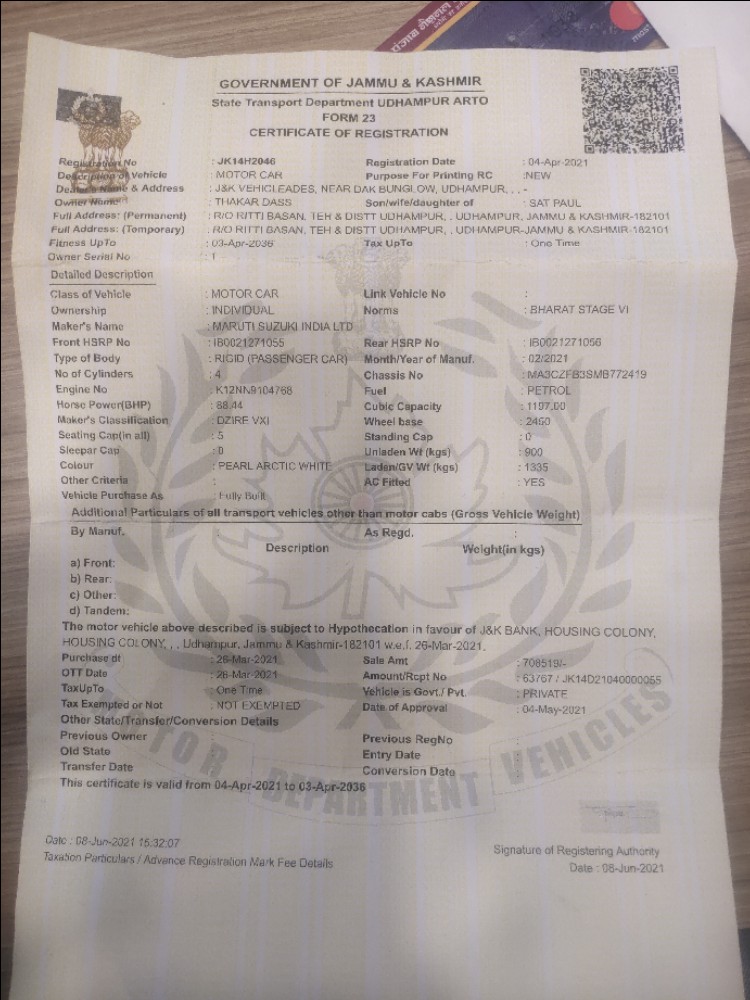 GOVERNMENT OF JAMMU & KASHMIR
State Transport Department UDHAMPUR ARTO
FORM 23
CERTIFICATE OF REGISTRATION
Registration No : JK14H2046 Registration Date : 04-Apr-2021
Description of Vehicle : MOTOR CAR Purpose For Printing RC :NEW
Dealer's Name & Address : J&K VEHICLEADES, NEAR DAK BUNGLOW, UDHAMPUR, , , -
Owner Name : THAKAR DASS Son/wife/daughter of : SAT PAUL
Full Address: (Permanent) : R/O RITTI BASAN, TEH & DISTT UDHAMPUR, , UDHAMPUR, JAMMU & KASHMIR-182101
Full Address: (Temporary) : R/O RITTI BASAN, TEH & DISTT UDHAMPUR, , UDHAMPUR-JAMMU & KASHMIR-182101
Fitness UpTo : 03-Apr-2036 Tax UpTo : One Time
Owner Serial No : 1
Detailed Description
Class of Vehicle : MOTOR CAR Link Vehicle No :
Ownership : INDIVIDUAL Norms : BHARAT STAGE VI
Maker's Name : MARUTI SUZUKI INDIA LTD
Front HSRP No : IB0021271055 Rear HSRP No : IB0021271056
Type of Body : RIGID (PASSENGER CAR) Month/Year of Manuf. : 02/2021
No of Cylinders : 4 Chassis No : MA3CZFB3SMB772419
Engine No : K12NN9104768 Fuel : PETROL
Horse Power(BHP) : 88.44 Cubic Capacity : 1197.00
Maker's Classification : DZIRE VXI Wheel base : 2450
Seating Cap(in all) : 5 Standing Cap : 0
Sleepar Cap : 0 Unladen Wt (kgs) : 900
Colour : PEARL ARCTIC WHITE Laden/GV Wt (kgs) : 1335
Other Criteria : AC Fitted : YES
Vehicle Purchase As : Fully Built
Additional Particulars of all transport vehicles other than motor cabs (Gross Vehicle Weight)
By Manuf. : As Regd. :
Description Weight(in kgs)
a) Front:
b) Rear:
c) Other:
d) Tandem:
The motor vehicle above described is subject to Hypothecation in favour of J&K BANK, HOUSING COLONY,
HOUSING COLONY, , , Udhampur, Jammu & Kashmir-182101 w.e.f. 26-Mar-2021.
Purchase dt : 26-Mar-2021 Sale Amt : 708519/-
OTT Date : 26-Mar-2021 Amount/Rcpt No : 63767 / JK14D21040000055
TaxUpTo : One Time Vehicle is Govt./ Pvt. : PRIVATE
Tax Exempted or Not : NOT EXEMPTED Date of Approval : 04-May-2021
Other State/Transfer/Conversion Details
Previous Owner : Previous RegNo :
Old State : Entry Date :
Transfer Date : Conversion Date :
This certificate is valid from 04-Apr-2021 to 03-Apr-2036
MOTOR VEHICLES DEPARTMENT
Date : 08-Jun-2021 15:32:07
Taxation Particulars / Advance Registration Mark Fee Details
Signature of Registering Authority
Date : 08-Jun-2021